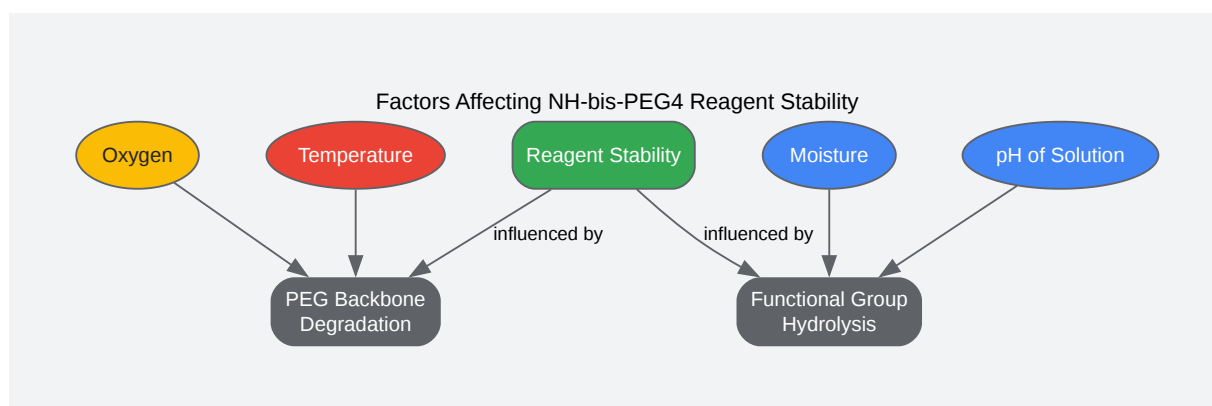 Factors Affecting NH-bis-PEG4 Reagent Stability
Oxygen
Temperature
Reagent Stability
Moisture
pH of Solution
influenced by
influenced by
PEG Backbone
Degradation
Functional Group
Hydrolysis